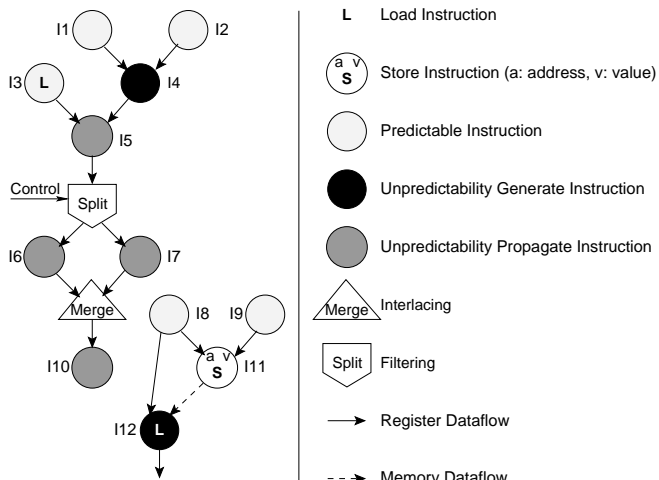 I1
I2
I3
L
I4
I5
Control
Split
I6
I7
Merge
I8
I9
I10
a v
S
I11
I12
L
L
Load Instruction
a v
S
Store Instruction (a: address, v: value)
Predictable Instruction
Unpredictability Generate Instruction
Unpredictability Propagate Instruction
Merge
Interlacing
Split
Filtering
Register Dataflow
Memory Dataflow